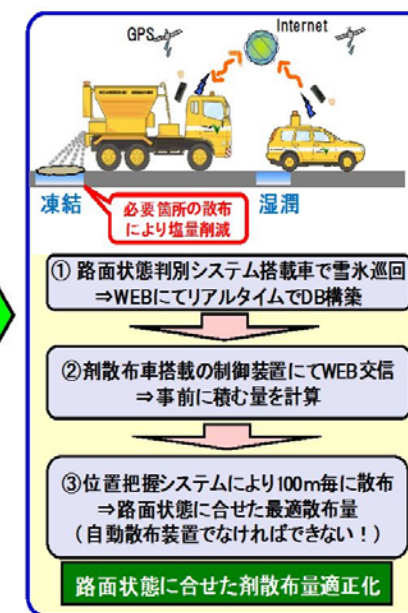 GPS
Internet
凍結
必要箇所の散布
により塩量削減
湿潤
① 路面状態判別システム搭載車で雪氷巡回
⇒WEBにてリアルタイムでDB構築
②剤散布車搭載の制御装置にてWEB交信
⇒事前に積む量を計算
③位置把握システムにより100m毎に散布
⇒路面状態に合せた最適散布量
（自動散布装置でなければできない！）
路面状態に合せた剤散布量適正化